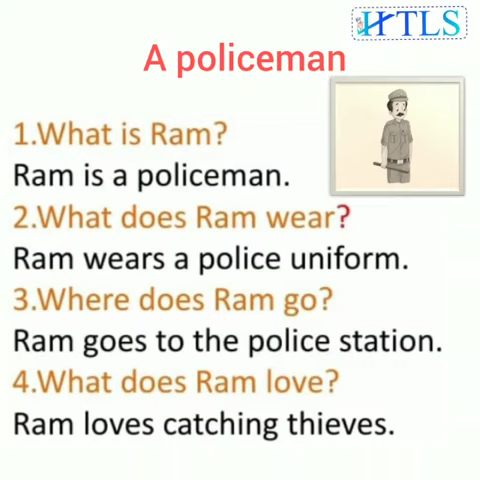 HTLS
A policeman
1.What is Ram?
Ram is a policeman.
2.What does Ram wear?
Ram wears a police uniform.
3.Where does Ram go?
Ram goes to the police station.
4.What does Ram love?
Ram loves catching thieves.